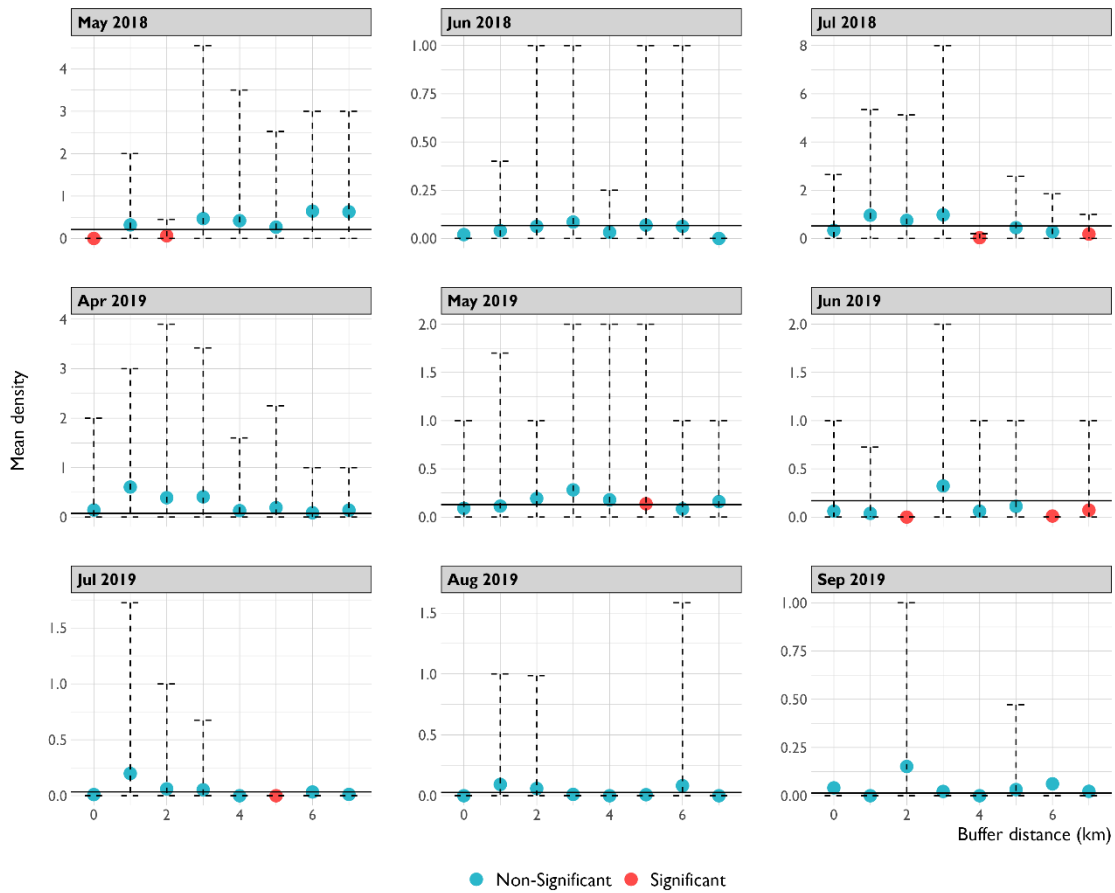 May 2018
Jun 2018
Jul 2018
4
3
2
1
0
1.00
0.75
0.50
0.25
0.00
8
6
4
2
0
Apr 2019
May 2019
Jun 2019
4
3
2
1
0
2.0
1.5
1.0
0.5
0.0
2.0
1.5
1.0
0.5
0.0
Mean density
Jul 2019
Aug 2019
Sep 2019
1.5
1.0
0.5
0.0
1.5
1.0
0.5
0.0
1.00
0.75
0.50
0.25
0.00
0 2 4 6
0 2 4 6
0 2 4 6
Buffer distance (km)
Non-Significant Significant